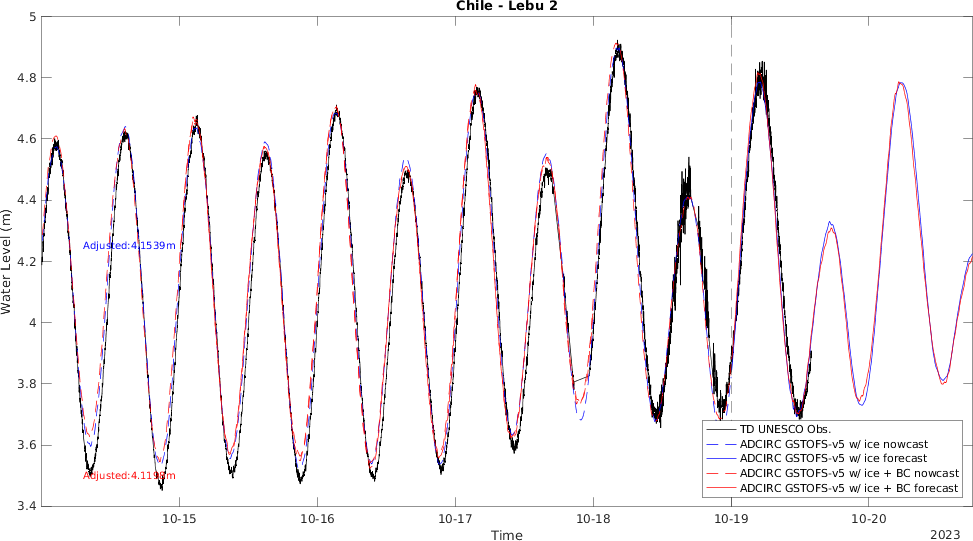 Chile - Lebu 2
5
4.8
4.6
4.4
4.2
4
3.8
3.6
3.4
Water Level (m)
Adjusted:4.1539m
Adjusted:4.1198m
TD UNESCO Obs.
ADCIRC GSTOFS-v5 w/ ice nowcast
ADCIRC GSTOFS-v5 w/ ice forecast
ADCIRC GSTOFS-v5 w/ ice + BC nowcast
ADCIRC GSTOFS-v5 w/ ice + BC forecast
10-15 10-16 10-17 10-18 10-19 10-20
Time
2023